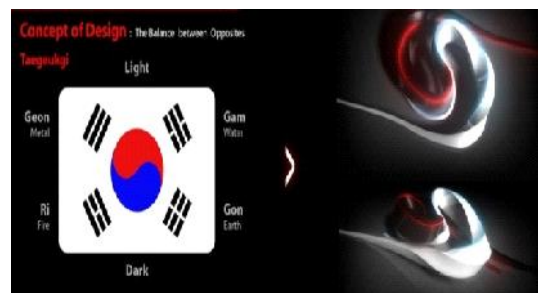 Concept of Design : The Balance between Opposites
Taegeukgi
Light
Geon
Metal
Gam
Water
Ri
Fire
Gon
Earth
Dark